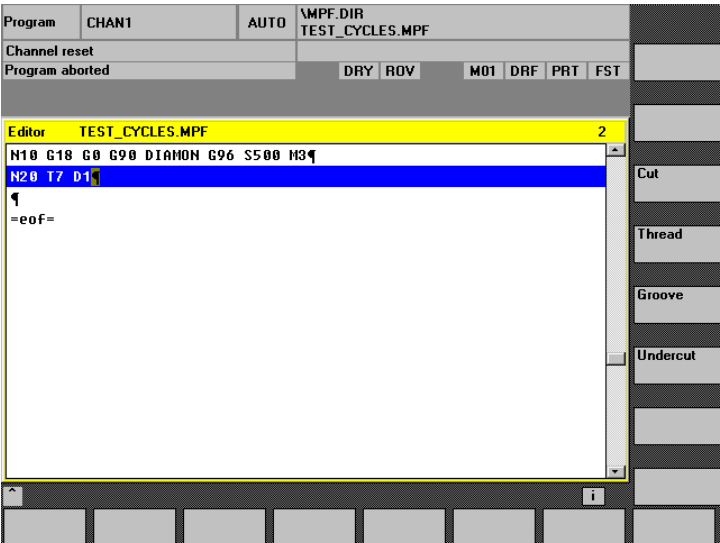 Program CHAN1 AUTO \MPF.DIR
TEST_CYCLES.MPF
Channel reset
Program aborted DRY ROV M01 DRF PRT FST
Editor TEST_CYCLES.MPF 2
N10 G18 G0 G90 DIAMON G96 S500 M3¶
N20 T7 D1¶
¶
=eof=
Cut
Thread
Groove
Undercut
^ i